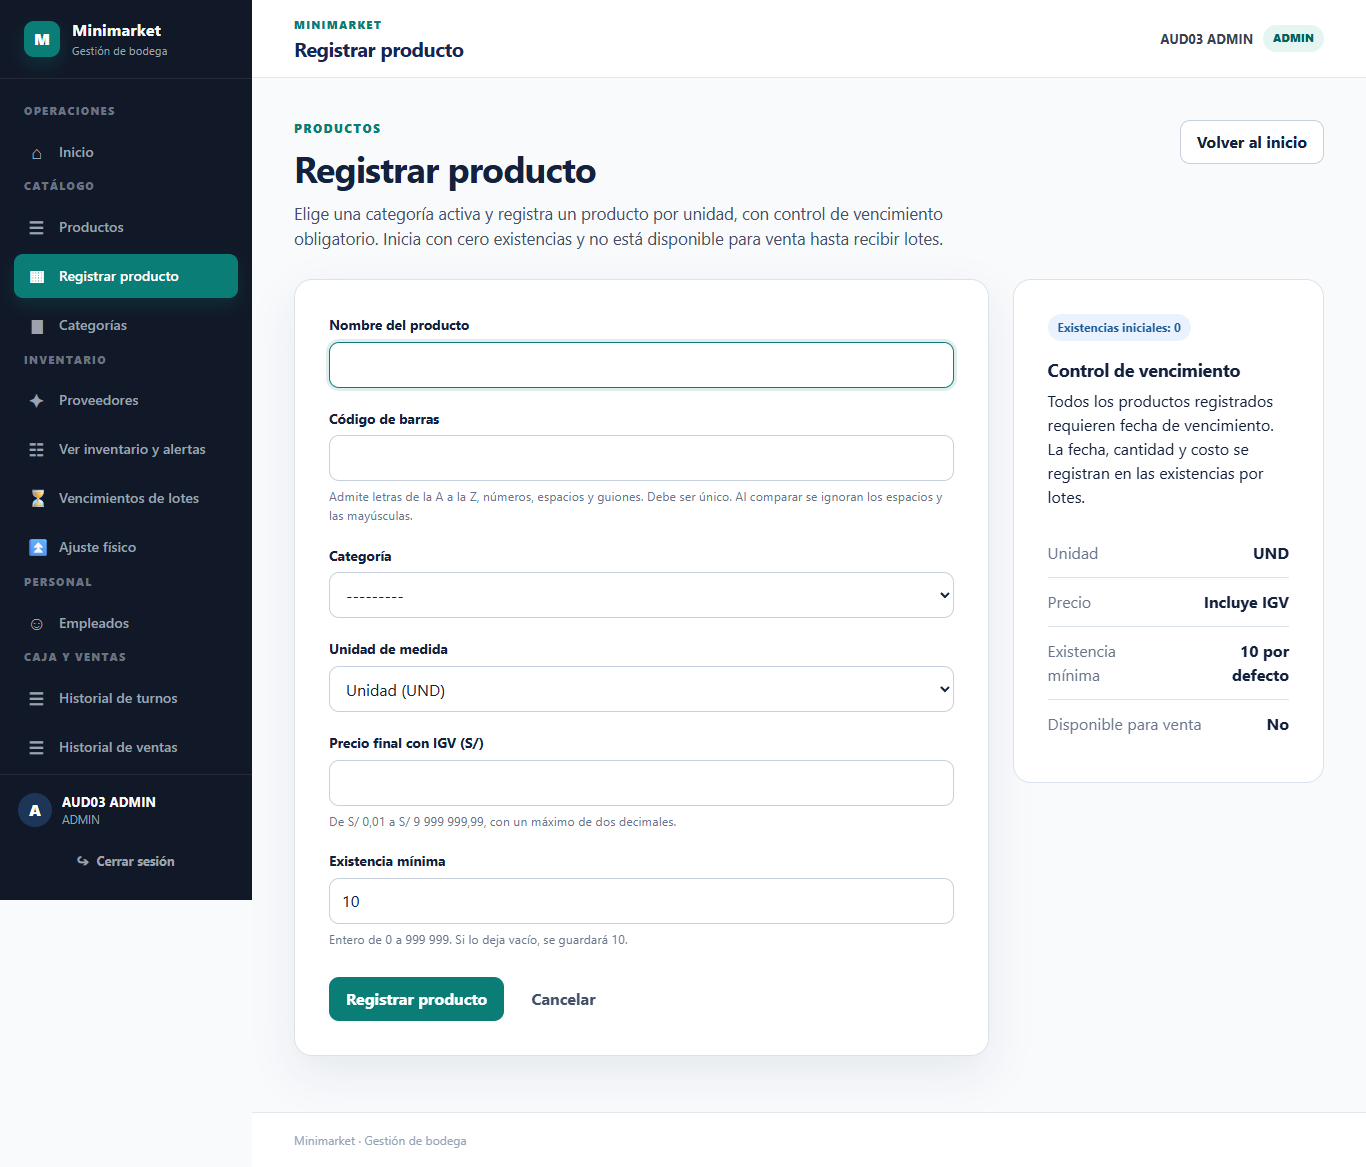 M
Minimarket
Gestión de bodega
OPERACIONES
Inicio
CATÁLOGO
Productos
Registrar producto
Categorías
INVENTARIO
Proveedores
Ver inventario y alertas
Vencimientos de lotes
Ajuste físico
PERSONAL
Empleados
CAJA Y VENTAS
Historial de turnos
Historial de ventas
A
AUD03 ADMIN
ADMIN
Cerrar sesión
MINIMARKET
Registrar producto
AUD03 ADMIN
ADMIN
PRODUCTOS
Registrar producto
Elige una categoría activa y registra un producto por unidad, con control de vencimiento
obligatorio. Inicia con cero existencias y no está disponible para venta hasta recibir lotes.
Volver al inicio
Nombre del producto
Código de barras
Admite letras de la A a la Z, números, espacios y guiones. Debe ser único. Al comparar se ignoran los espacios y
las mayúsculas.
Categoría
---------
Unidad de medida
Unidad (UND)
Precio final con IGV (S/)
De S/ 0,01 a S/ 9 999 999,99, con un máximo de dos decimales.
Existencia mínima
10
Entero de 0 a 999 999. Si lo deja vacío, se guardará 10.
Registrar producto
Cancelar
Existencias iniciales: 0
Control de vencimiento
Todos los productos registrados
requieren fecha de vencimiento.
La fecha, cantidad y costo se
registran en las existencias por
lotes.
Unidad UND
Precio Incluye IGV
Existencia mínima 10 por defecto
Disponible para venta No
Minimarket · Gestión de bodega